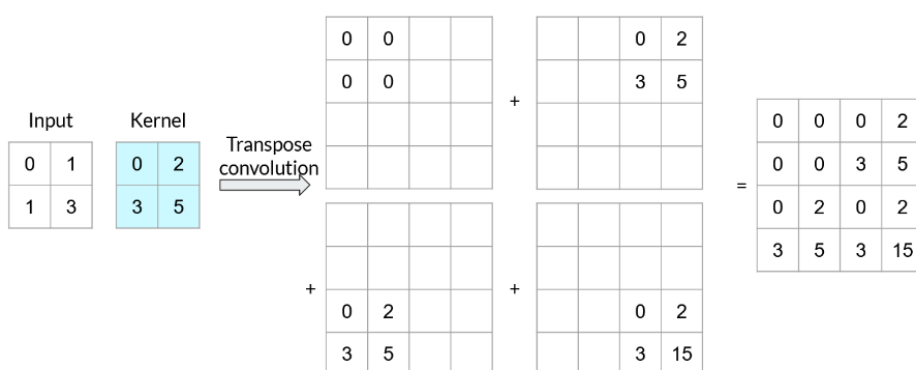 Input
0 1
1 3
Kernel
0 2
3 5
Transpose
convolution
0 0
0 0
+
0 2
3 5
+
0 2
3 5
+
0 2
3 15
=
0 0 0 2
0 0 3 5
0 2 0 2
3 5 3 15